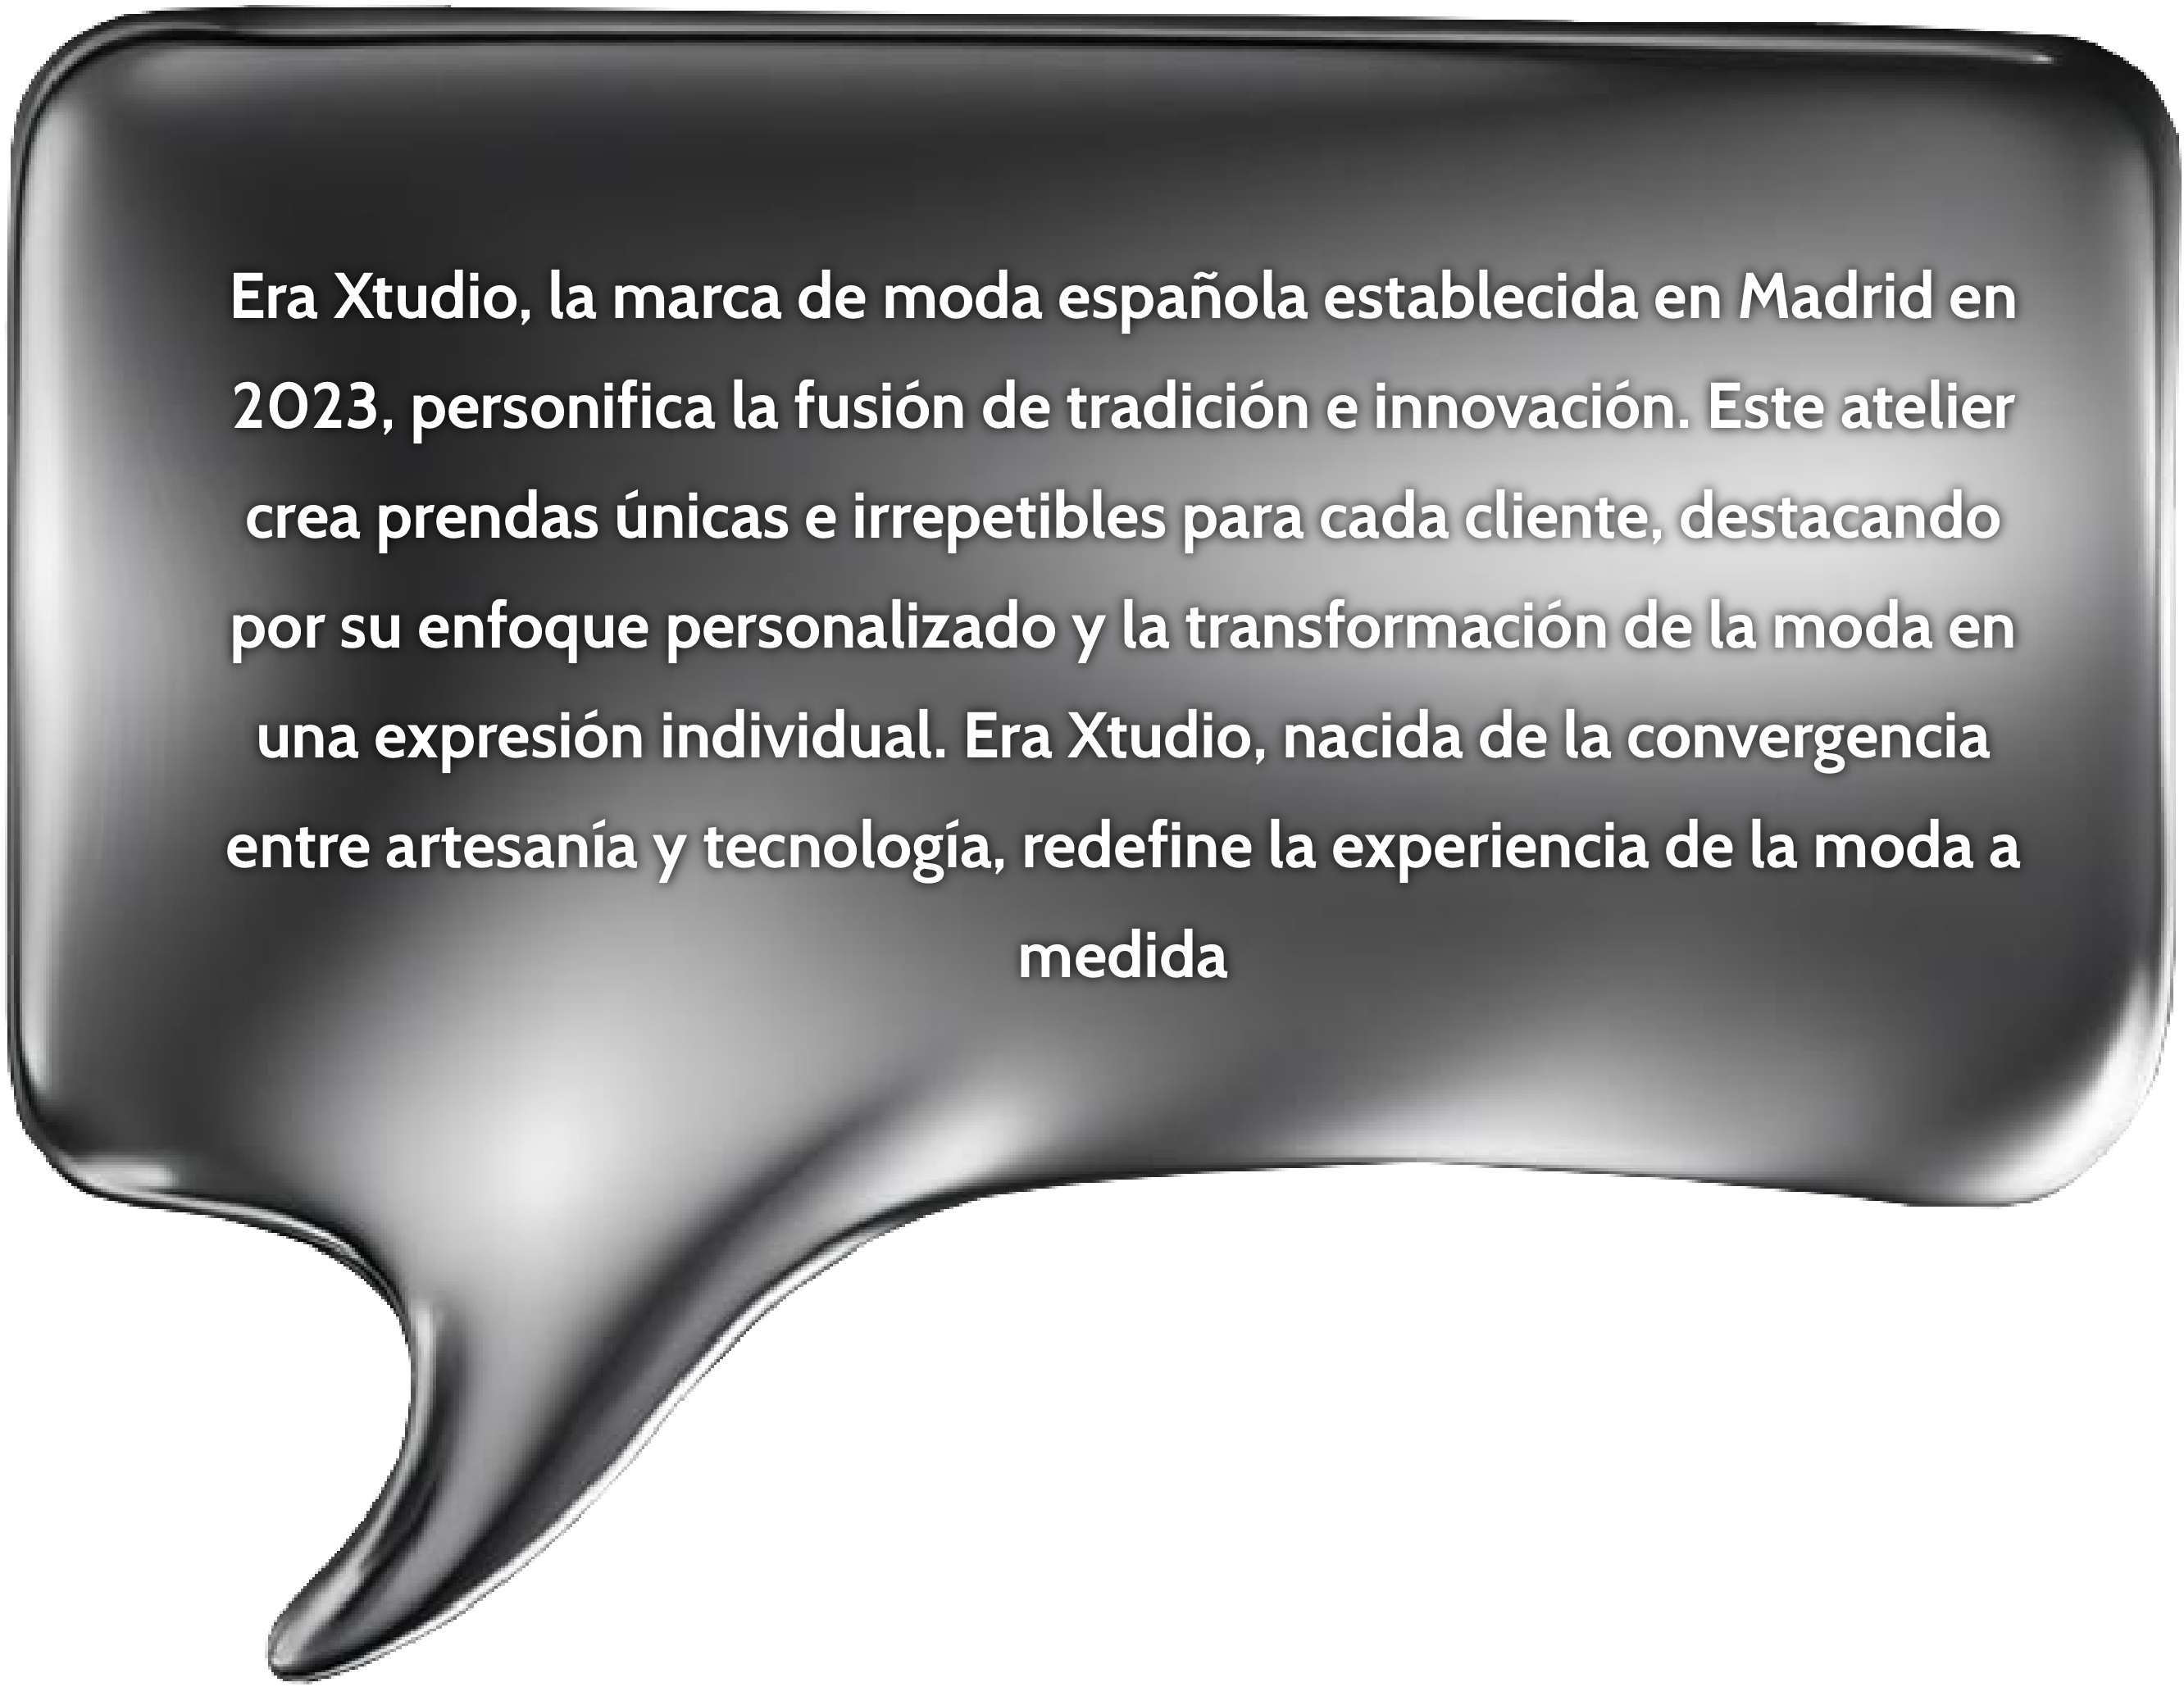 Era Xtudio, la marca de moda española establecida en Madrid en
2023, personifica la fusión de tradición e innovación. Este atelier
crea prendas únicas e irrepetibles para cada cliente, destacando
por su enfoque personalizado y la transformación de la moda en
una expresión individual. Era Xtudio, nacida de la convergencia
entre artesanía y tecnología, redefine la experiencia de la moda a
medida